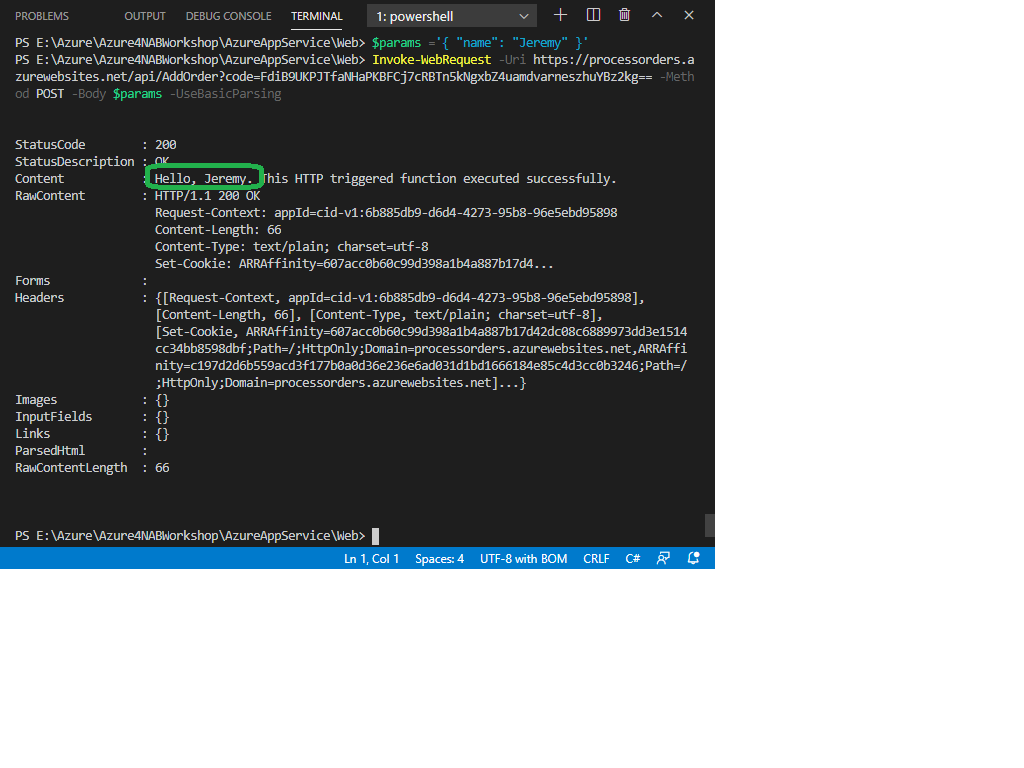 PROBLEMS OUTPUT DEBUG CONSOLE TERMINAL 1: powershell
PS E:\Azure\Azure4NABWorkshop\AzureAppService\Web> $params ='{ "name": "Jeremy" }'
PS E:\Azure\Azure4NABWorkshop\AzureAppService\Web> Invoke-WebRequest -Uri https://processorders.a
zurewebsites.net/api/AddOrder?code=FdiB9UKPJTfaNHaPKBFCj7cRBTn5kNgxbZ4uamdvarneszhuYBz2kg== -Meth
od POST -Body $params -UseBasicParsing
StatusCode : 200
StatusDescription : OK
Content : Hello, Jeremy. This HTTP triggered function executed successfully.
RawContent : HTTP/1.1 200 OK
Request-Context: appId=cid-v1:6b885db9-d6d4-4273-95b8-96e5ebd95898
Content-Length: 66
Content-Type: text/plain; charset=utf-8
Set-Cookie: ARRAffinity=607acc0b60c99d398a1b4a887b17d4...
Forms :
Headers : {[Request-Context, appId=cid-v1:6b885db9-d6d4-4273-95b8-96e5ebd95898],
[Content-Length, 66], [Content-Type, text/plain; charset=utf-8],
[Set-Cookie, ARRAffinity=607acc0b60c99d398a1b4a887b17d42dc08c6889973dd3e1514
cc34bb8598dbf;Path=/;HttpOnly;Domain=processorders.azurewebsites.net,ARRAffi
nity=c197d2d6b559acd3f177b0a0d36e236e6ad031d1bd1666184e85c4d3cc0b3246;Path=/
;HttpOnly;Domain=processorders.azurewebsites.net]...}
Images : {}
InputFields : {}
Links : {}
ParsedHtml :
RawContentLength : 66
PS E:\Azure\Azure4NABWorkshop\AzureAppService\Web>
Ln 1, Col 1 Spaces: 4 UTF-8 with BOM CRLF C#